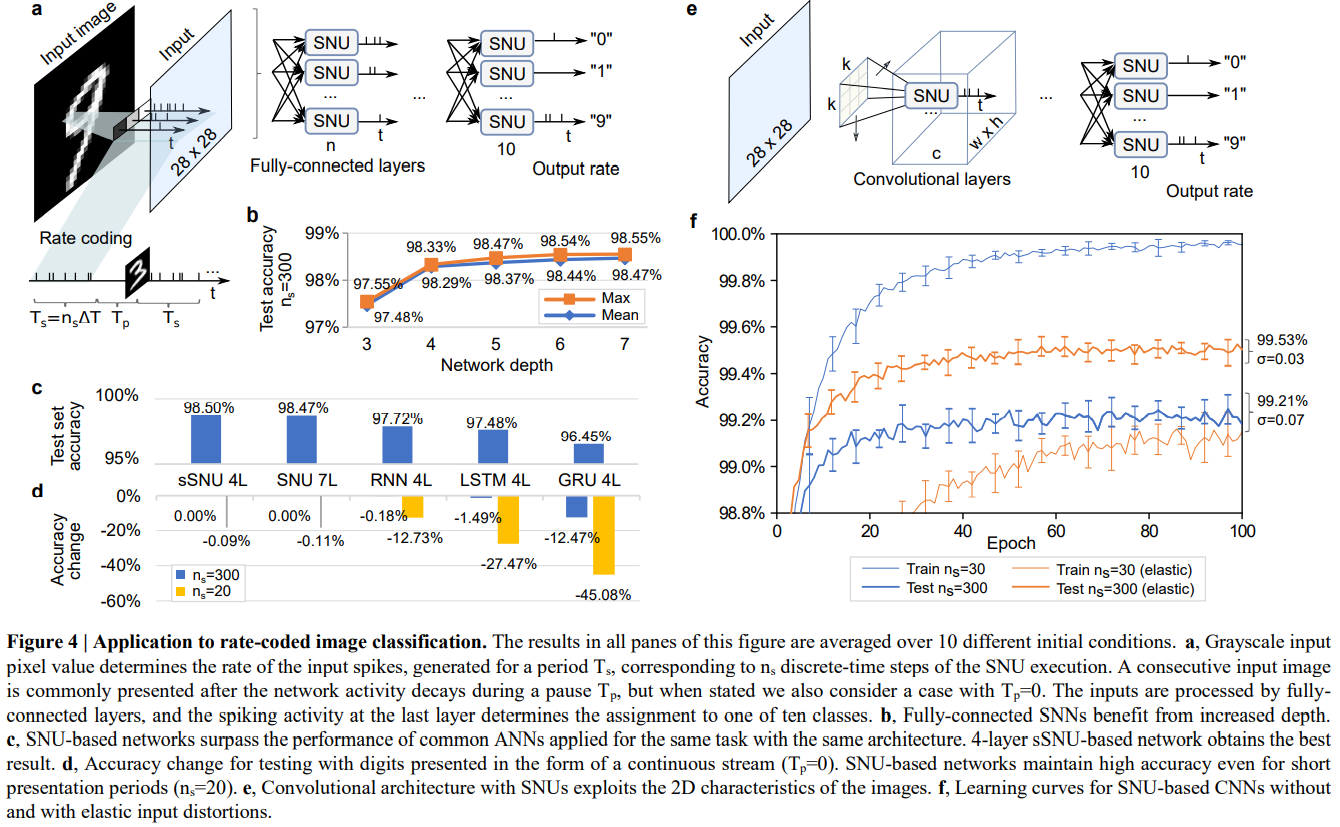 a
Input image
Input
28 x 28
t
SNU
SNU
...
SNU
t
n
Fully-connected layers
...
SNU
SNU
...
SNU
t
10
"0"
"1"
"9"
Output rate
Rate coding
...
t
Tₛ=nₛΔT
Tₚ
Tₛ
b
Test accuracy
nₛ=300
99%
98%
97%
97.55%
98.33%
98.47%
98.54%
98.55%
97.48%
98.29%
98.37%
98.44%
98.47%
Max
Mean
3 4 5 6 7
Network depth
c
Test set
accuracy
100%
95%
98.50%
98.47%
97.72%
97.48%
96.45%
sSNU 4L SNU 7L RNN 4L LSTM 4L GRU 4L
d
Accuracy
change
0%
-20%
-40%
-60%
0.00%
-0.09%
0.00%
-0.11%
-0.18%
-12.73%
-1.49%
-27.47%
-12.47%
-45.08%
nₛ=300
nₛ=20
e
Input
28 x 28
k
k
SNU
t
...
c
w x h
Convolutional layers
...
SNU
SNU
...
SNU
t
10
"0"
"1"
"9"
Output rate
f
Accuracy
100.0%
99.8%
99.6%
99.4%
99.2%
99.0%
98.8%
99.53%
σ=0.03
99.21%
σ=0.07
0 20 40 60 80 100
Epoch
Train nₛ=30
Train nₛ=30 (elastic)
Test nₛ=300
Test nₛ=300 (elastic)
Figure 4 | Application to rate-coded image classification. The results in all panes of this figure are averaged over 10 different initial conditions. a, Grayscale input
pixel value determines the rate of the input spikes, generated for a period Tₛ, corresponding to nₛ discrete-time steps of the SNU execution. A consecutive input image
is commonly presented after the network activity decays during a pause Tₚ, but when stated we also consider a case with Tₚ=0. The inputs are processed by fully-
connected layers, and the spiking activity at the last layer determines the assignment to one of ten classes. b, Fully-connected SNNs benefit from increased depth.
c, SNU-based networks surpass the performance of common ANNs applied for the same task with the same architecture. 4-layer sSNU-based network obtains the best
result. d, Accuracy change for testing with digits presented in the form of a continuous stream (Tₚ=0). SNU-based networks maintain high accuracy even for short
presentation periods (nₛ=20). e, Convolutional architecture with SNUs exploits the 2D characteristics of the images. f, Learning curves for SNU-based CNNs without
and with elastic input distortions.